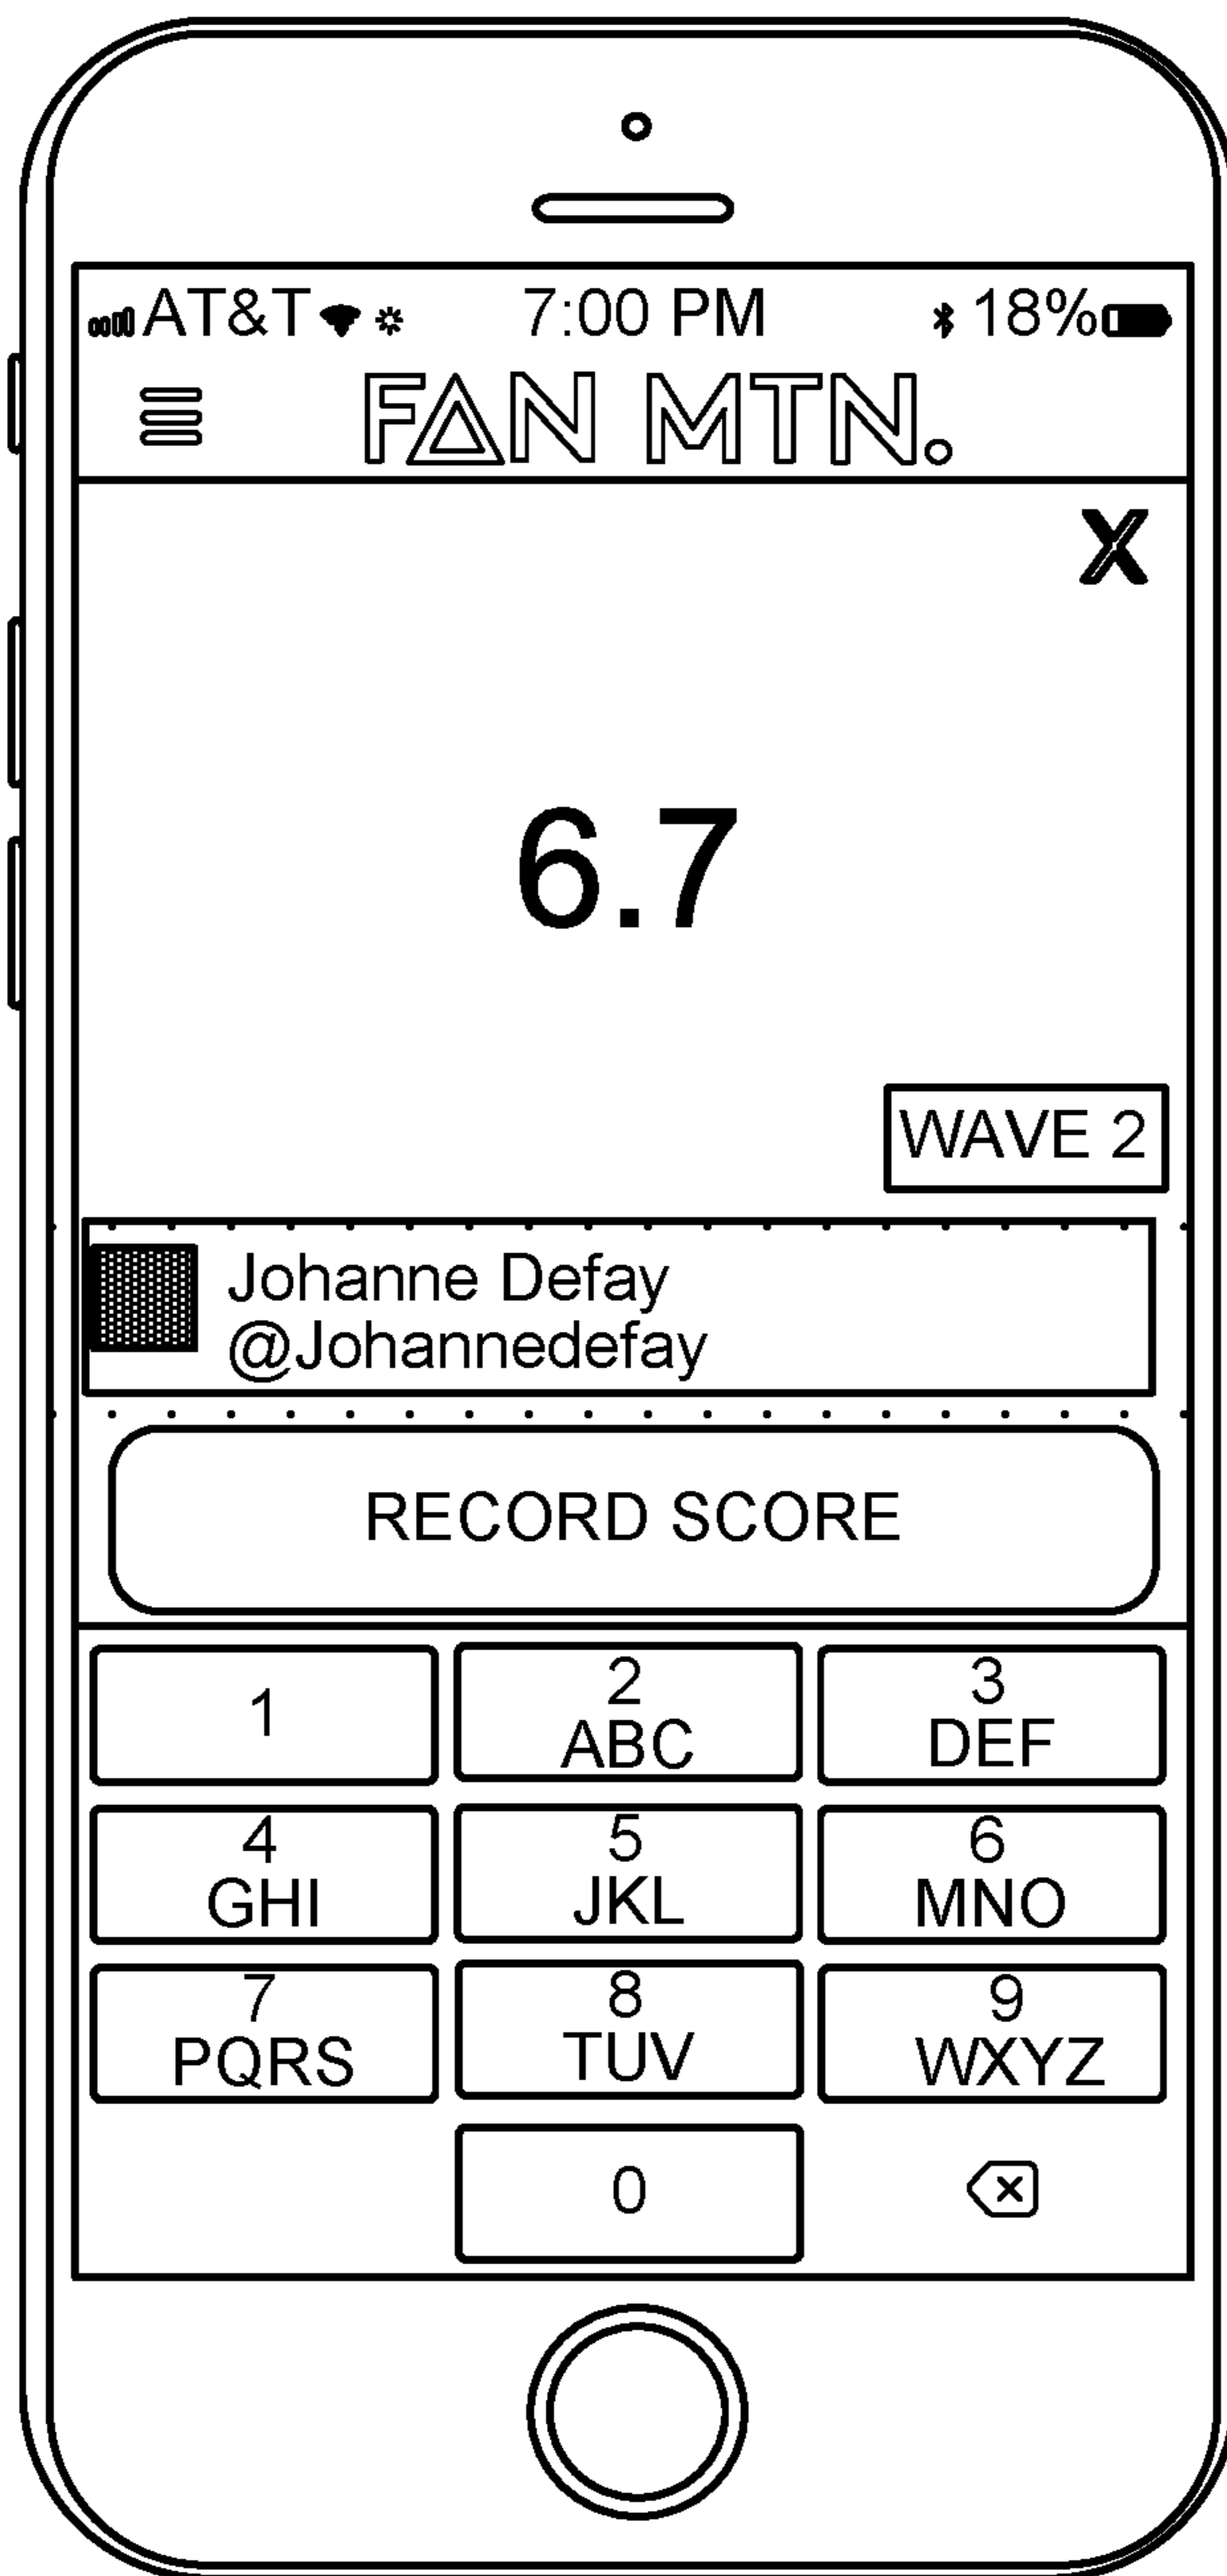 AT&T 7:00 PM 18%
FAN MTN.
X
6.7
WAVE 2
Johanne Defay
@Johannedefay
RECORD SCORE
1 2 3
ABC DEF
4 5 6
GHI JKL MNO
7 8 9
PQRS TUV WXYZ
0